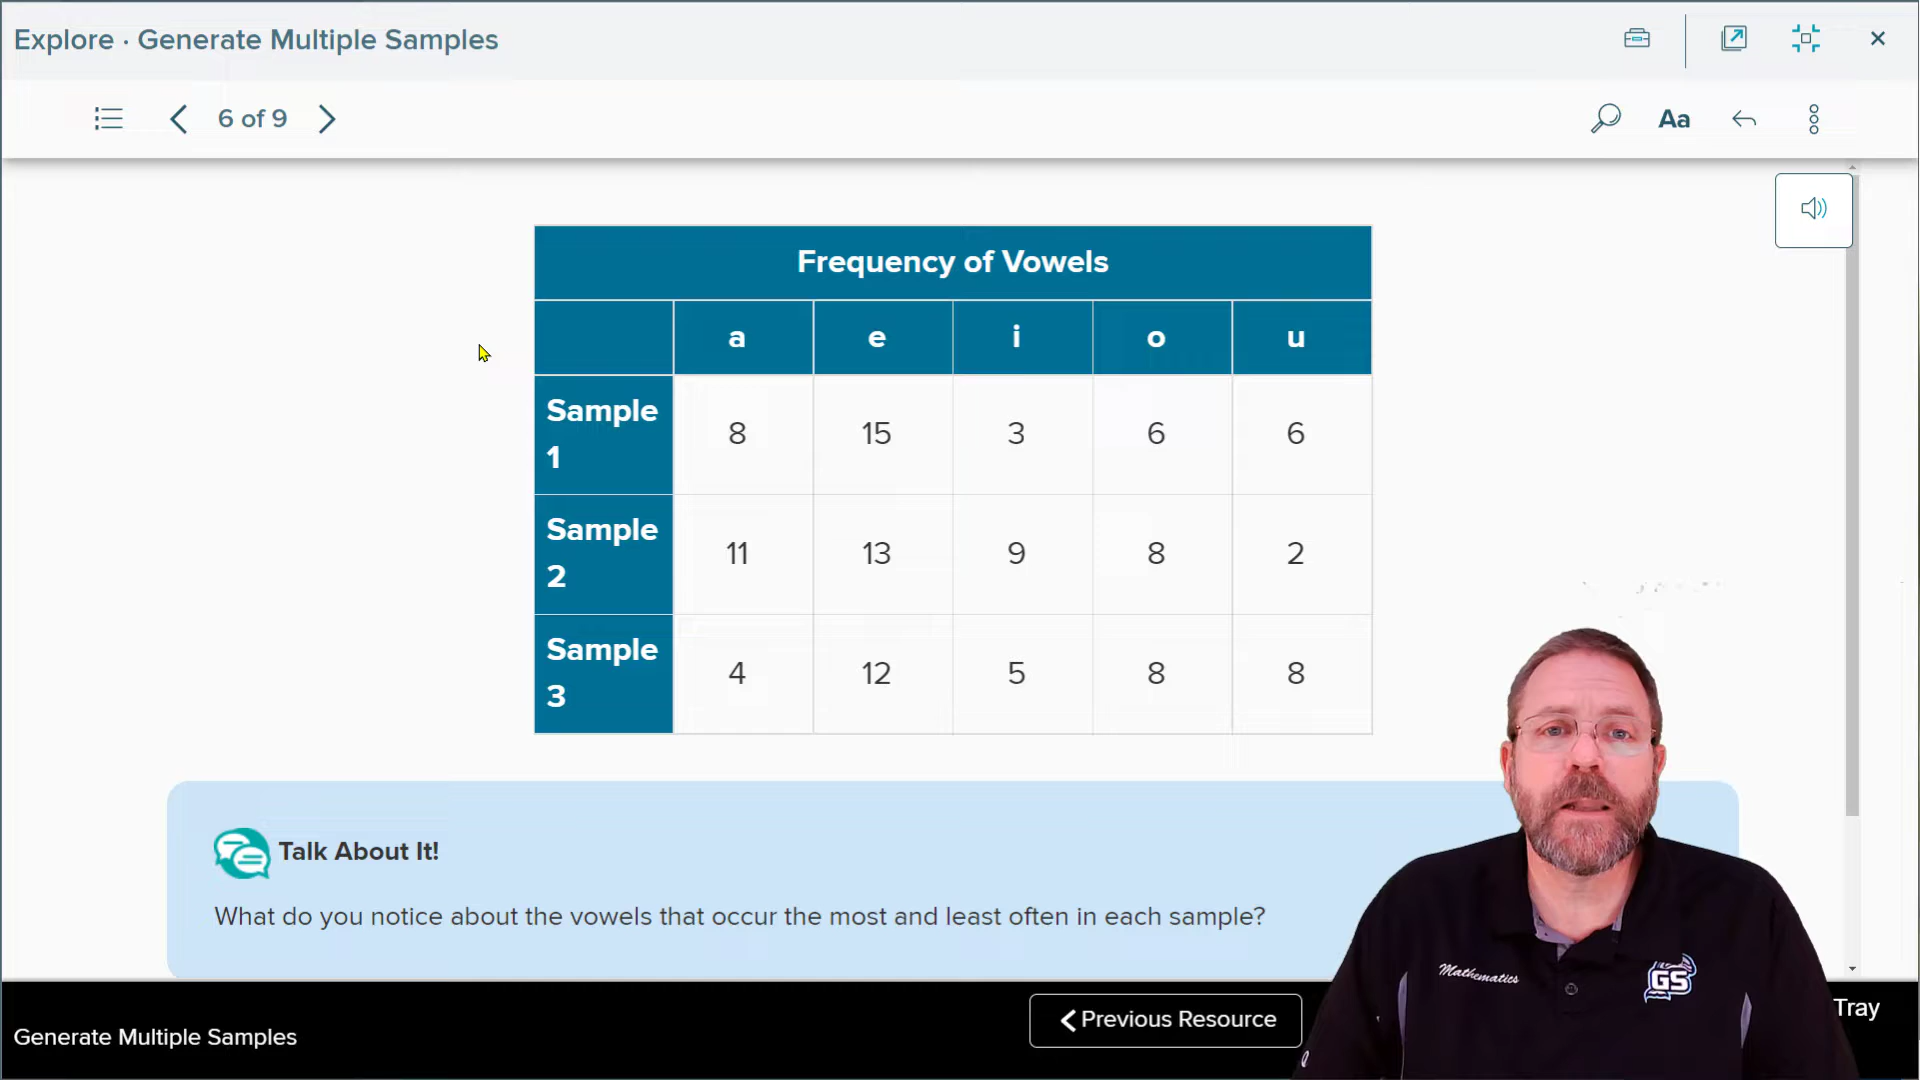 Explore · Generate Multiple Samples
6 of 9
Aa
Frequency of Vowels
a e i o u
Sample 1 8 15 3 6 6
Sample 2 11 13 9 8 2
Sample 3 4 12 5 8 8
Talk About It!
What do you notice about the vowels that occur the most and least often in each sample?
Mathematics
GS
Previous Resource
Tray
Generate Multiple Samples